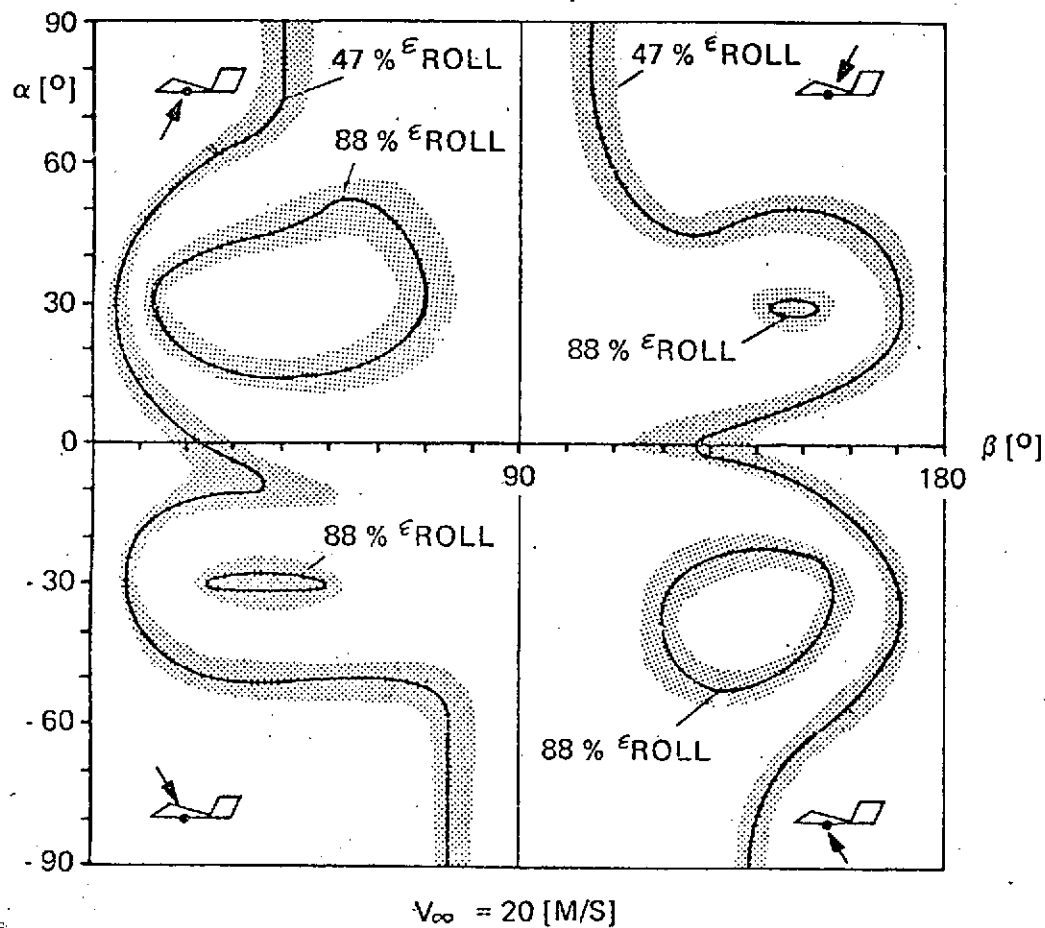 90
α [°]
47 % εROLL
47 % εROLL
88 % εROLL
60
30
88 % εROLL
0
90
180
β [°]
88 % εROLL
- 30
- 60
88 % εROLL
- 90
V∞ = 20 [M/S]